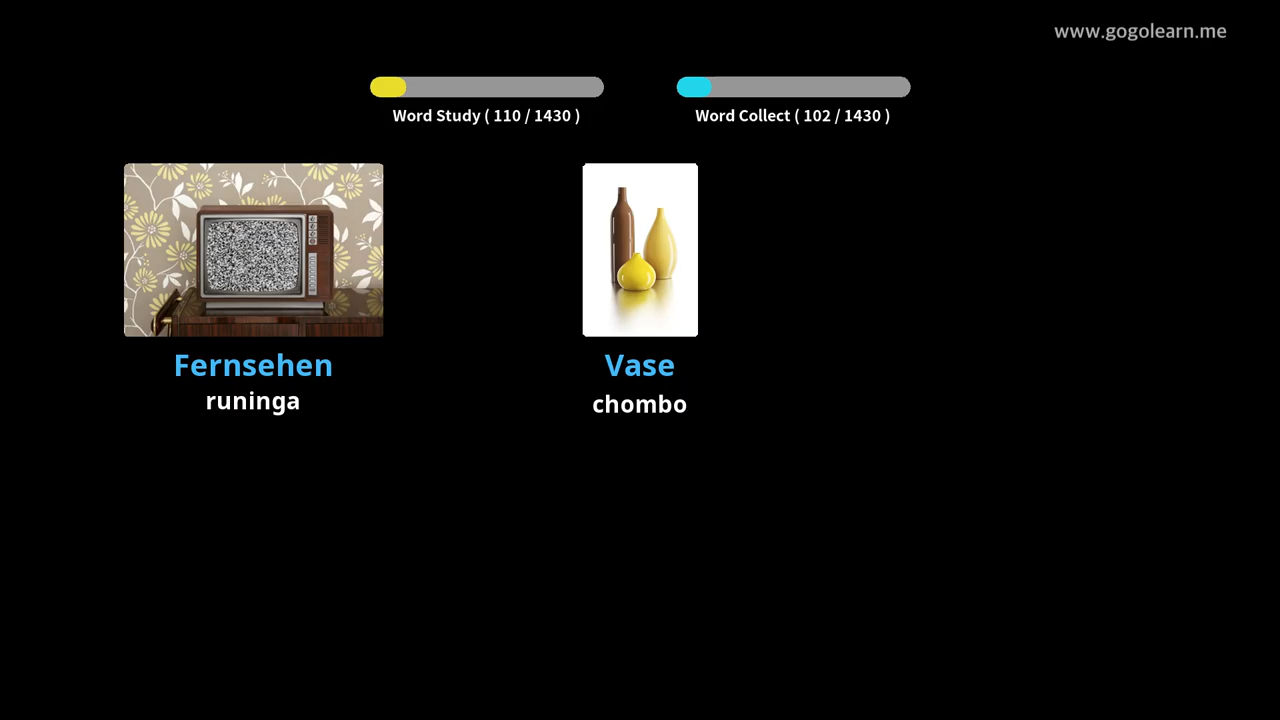 www.gogolearn.me
Word Study ( 110 / 1430 )
Word Collect ( 102 / 1430 )
Fernsehen
runinga
Vase
chombo